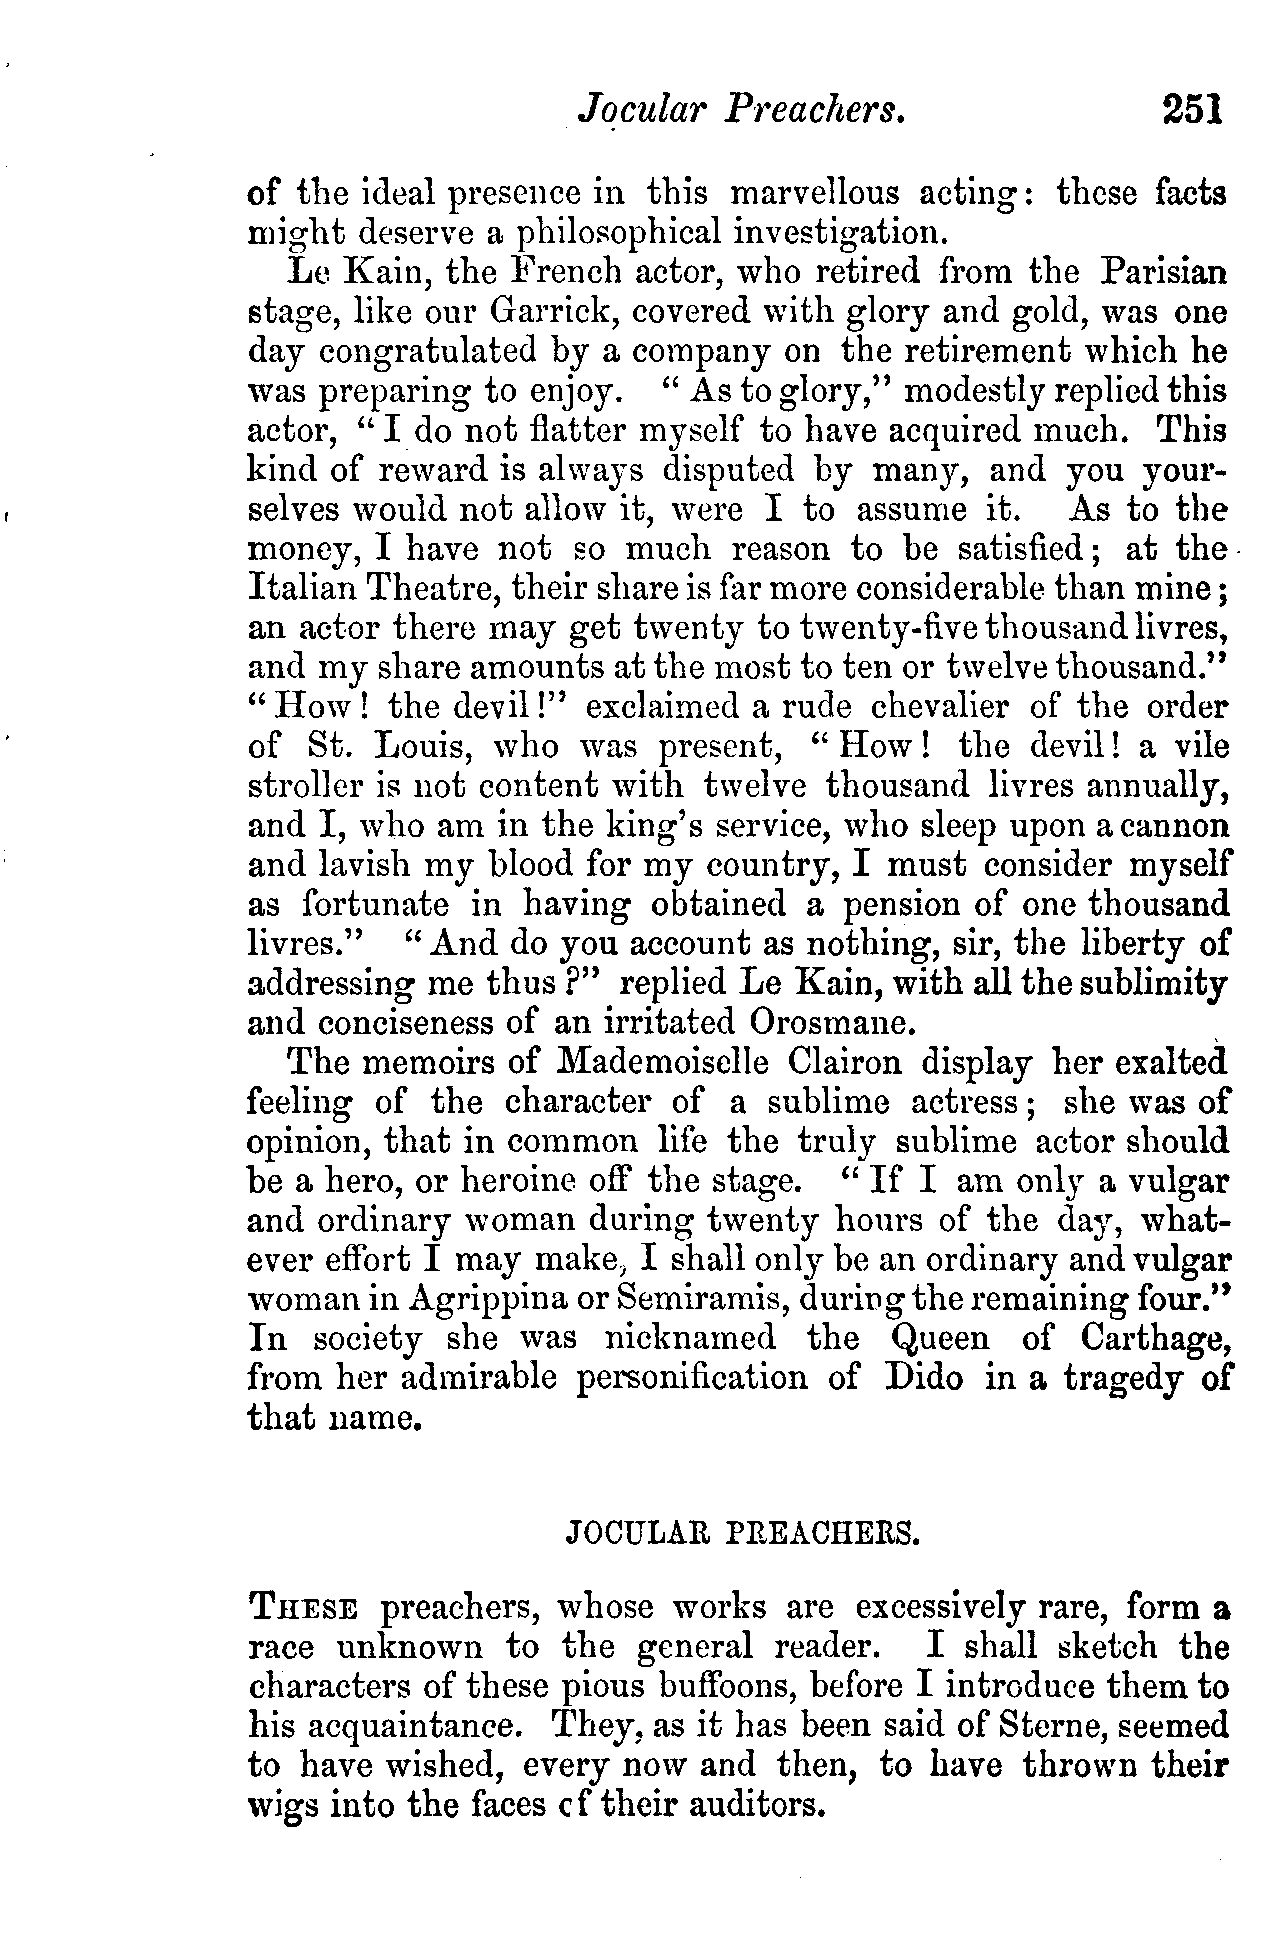 Jocular Preachers. 251
of the ideal presence in this marvellous acting: these facts
might deserve a philosophical investigation.
Le Kain, the French actor, who retired from the Parisian
stage, like our Garrick, covered with glory and gold, was one
day congratulated by a company on the retirement which he
was preparing to enjoy. “As to glory,” modestly replied this
actor, “I do not flatter myself to have acquired much. This
kind of reward is always disputed by many, and you your-
selves would not allow it, were I to assume it. As to the
money, I have not so much reason to be satisfied; at the
Italian Theatre, their share is far more considerable than mine;
an actor there may get twenty to twenty-five thousand livres,
and my share amounts at the most to ten or twelve thousand.”
“How! the devil!” exclaimed a rude chevalier of the order
of St. Louis, who was present, “How! the devil! a vile
stroller is not content with twelve thousand livres annually,
and I, who am in the king's service, who sleep upon a cannon
and lavish my blood for my country, I must consider myself
as fortunate in having obtained a pension of one thousand
livres.” “And do you account as nothing, sir, the liberty of
addressing me thus?” replied Le Kain, with all the sublimity
and conciseness of an irritated Orosmane.
The memoirs of Mademoiselle Clairon display her exalted
feeling of the character of a sublime actress; she was of
opinion, that in common life the truly sublime actor should
be a hero, or heroine off the stage. “If I am only a vulgar
and ordinary woman during twenty hours of the day, what-
ever effort I may make, I shall only be an ordinary and vulgar
woman in Agrippina or Semiramis, during the remaining four.”
In society she was nicknamed the Queen of Carthage,
from her admirable personification of Dido in a tragedy of
that name.
JOCULAR PREACHERS.
THESE preachers, whose works are excessively rare, form a
race unknown to the general reader. I shall sketch the
characters of these pious buffoons, before I introduce them to
his acquaintance. They, as it has been said of Sterne, seemed
to have wished, every now and then, to have thrown their
wigs into the faces of their auditors.